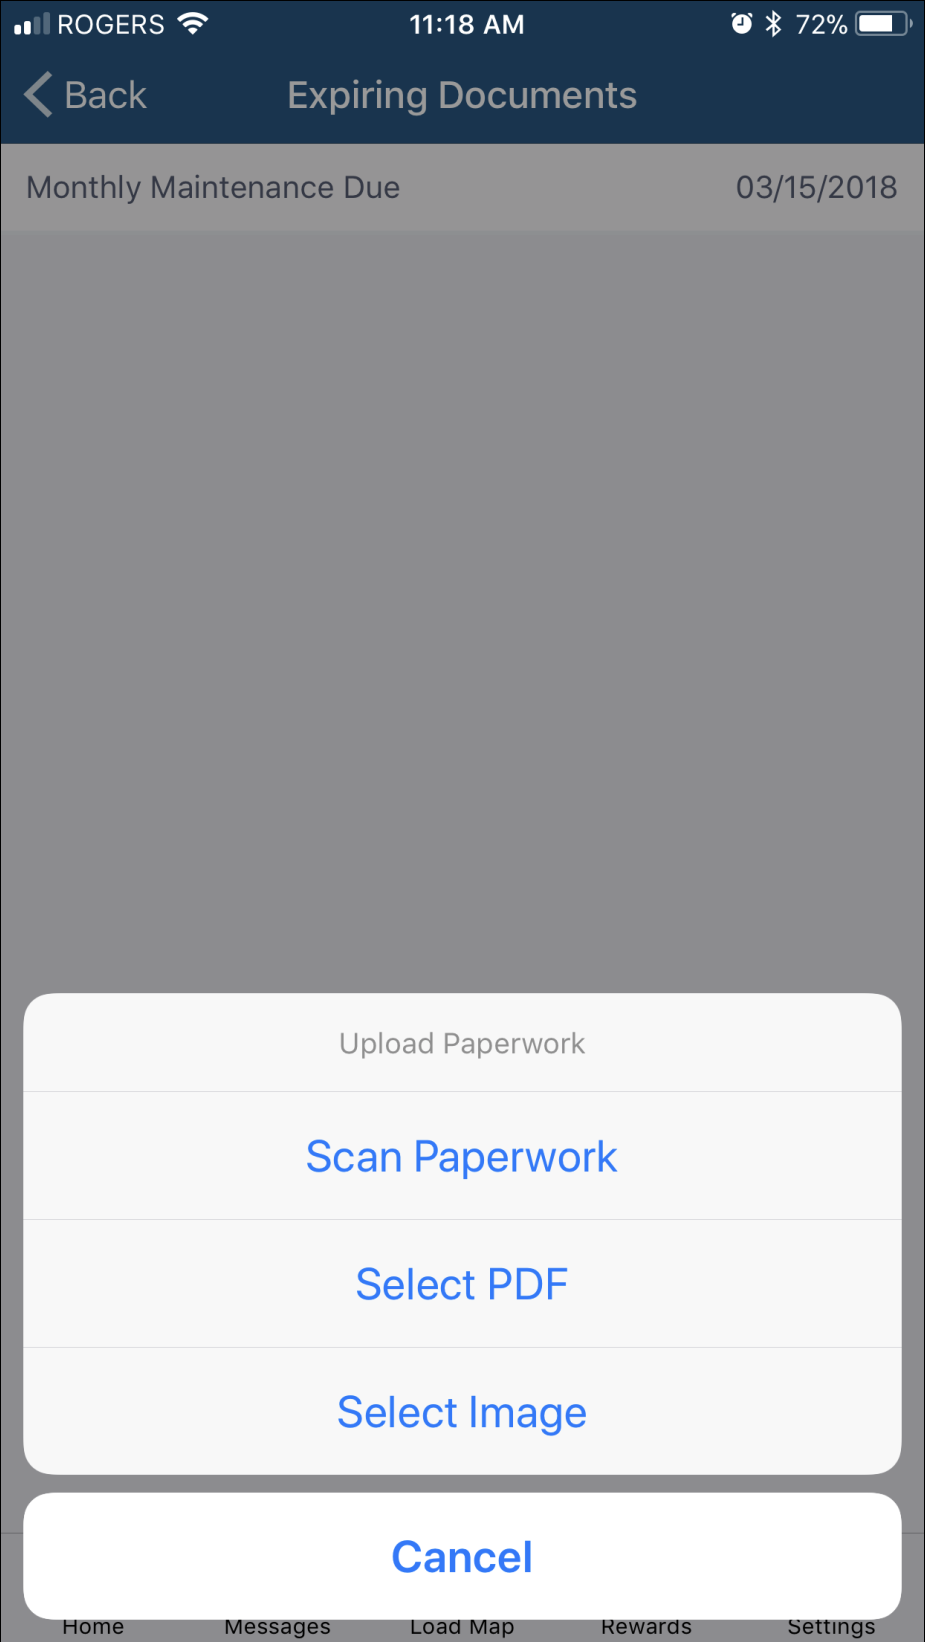 ROGERS 11:18 AM 72%
Back Expiring Documents
Monthly Maintenance Due 03/15/2018
Upload Paperwork
Scan Paperwork
Select PDF
Select Image
Cancel
Home Messages Load Map Rewards Settings